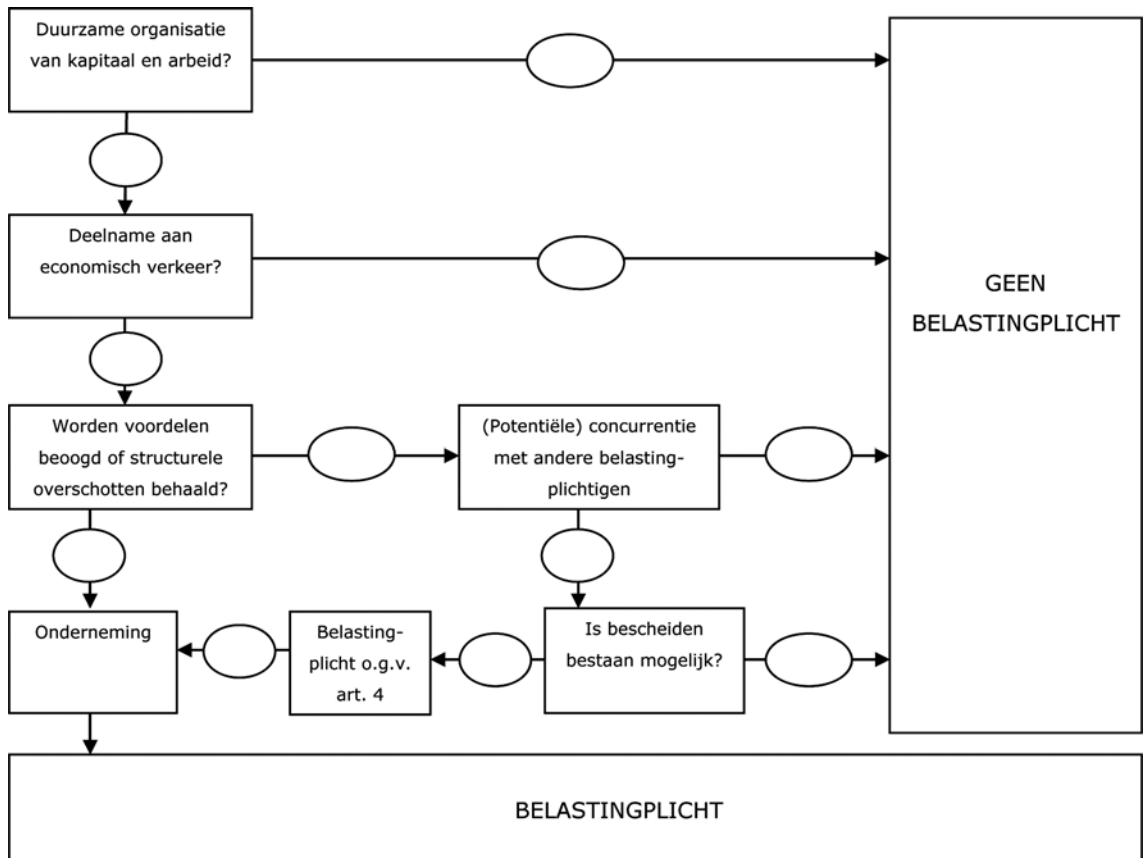 Duurzame organisatie
van kapitaal en arbeid?
Deelname aan
economisch verkeer?
GEEN
BELASTINGPLICHT
Worden voordelen
beoogd of structurele
overschotten behaald?
(Potentiële) concurrentie
met andere belasting-
plichtigen
Onderneming
Belasting-
plicht o.g.v.
art. 4
Is bescheiden
bestaan mogelijk?
BELASTINGPLICHT